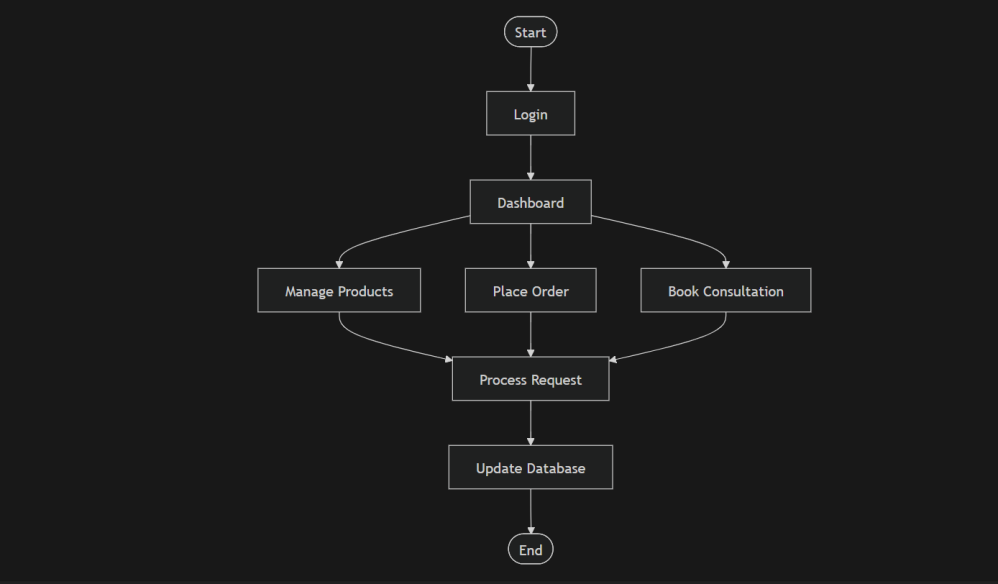 Start
Login
Dashboard
Manage Products
Place Order
Book Consultation
Process Request
Update Database
End